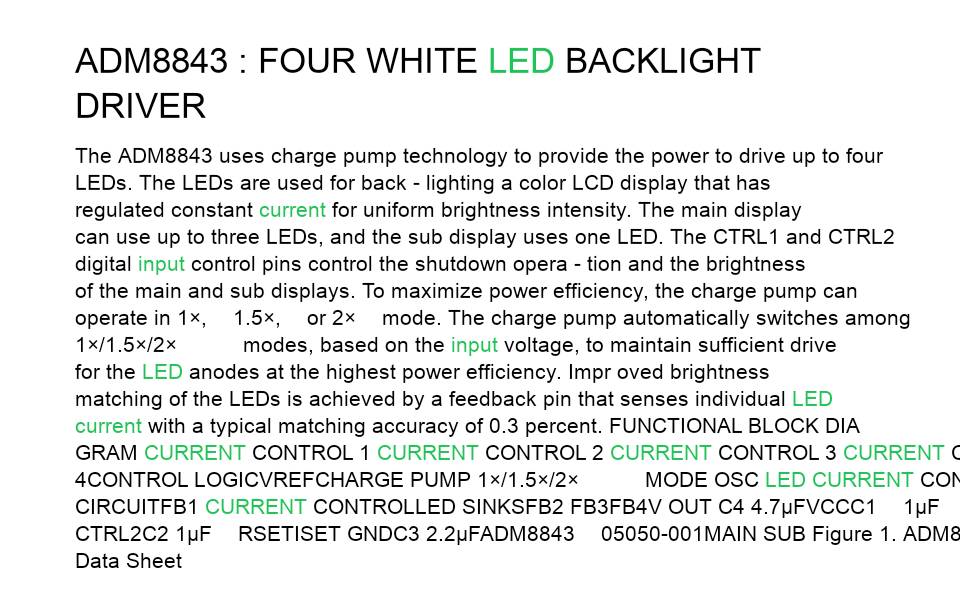 ADM8843 : FOUR WHITE LED BACKLIGHT
DRIVER
The ADM8843 uses charge pump technology to provide the power to drive up to four
LEDs. The LEDs are used for back - lighting a color LCD display that has
regulated constant current for uniform brightness intensity. The main display
can use up to three LEDs, and the sub display uses one LED. The CTRL1 and CTRL2
digital input control pins control the shutdown opera - tion and the brightness
of the main and sub displays. To maximize power efficiency, the charge pump can
operate in 1×, 1.5×, or 2× mode. The charge pump automatically switches among
1×/1.5×/2× modes, based on the input voltage, to maintain sufficient drive
for the LED anodes at the highest power efficiency. Impr oved brightness
matching of the LEDs is achieved by a feedback pin that senses individual LED
current with a typical matching accuracy of 0.3 percent. FUNCTIONAL BLOCK DIA
GRAM CURRENT CONTROL 1 CURRENT CONTROL 2 CURRENT CONTROL 3 CURRENT
4CONTROL LOGICVREFCHARGE PUMP 1×/1.5×/2× MODE OSC LED CURRENT CON
CIRCUITFB1 CURRENT CONTROLLED SINKSFB2 FB3FB4V OUT C4 4.7µFVCCC1 1µF
CTRL2C2 1µF RSETISET GNDC3 2.2µFADM8843 05050-001MAIN SUB Figure 1. ADM8
Data Sheet